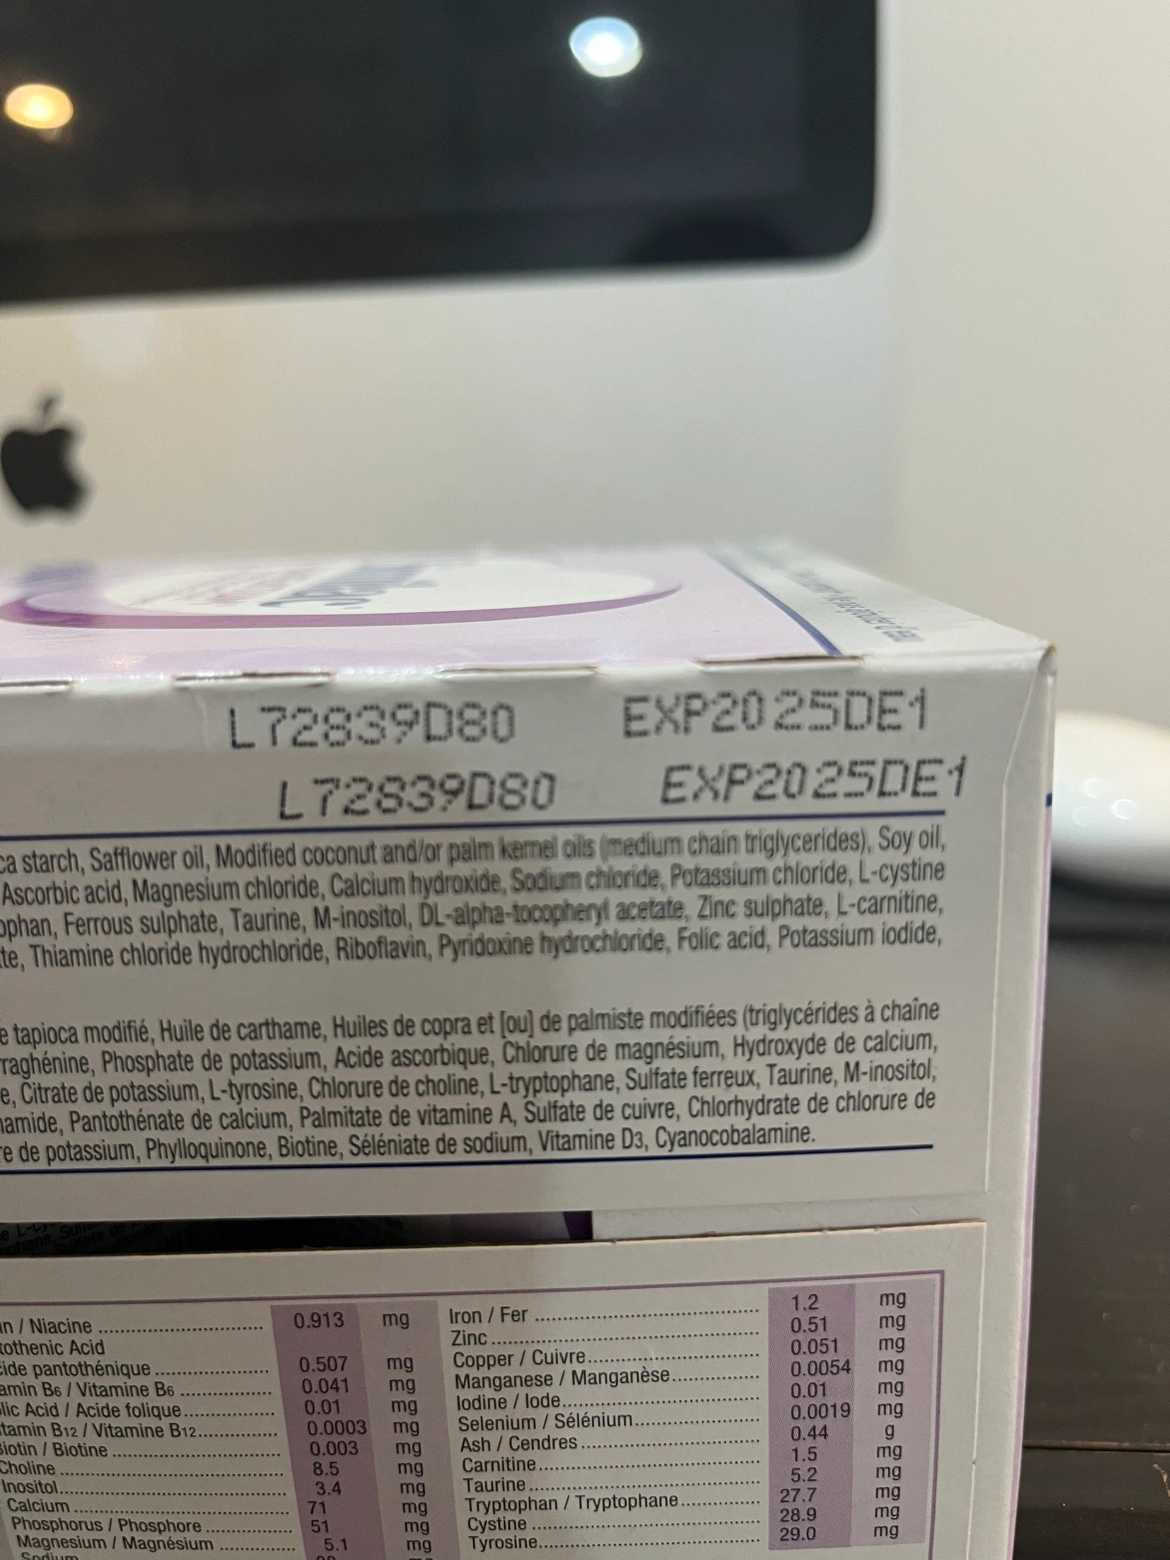 L72839D80 EXP2025DE1
L72839D80 EXP2025DE1
ca starch, Safflower oil, Modified coconut and/or palm kernel oils (medium chain triglycerides), Soy oil,
Ascorbic acid, Magnesium chloride, Calcium hydroxide, Sodium chloride, Potassium chloride, L-cystine
ophan, Ferrous sulphate, Taurine, M-inositol, DL-alpha-tocopheryl acetate, Zinc sulphate, L-carnitine,
te, Thiamine chloride hydrochloride, Riboflavin, Pyridoxine hydrochloride, Folic acid, Potassium iodide,
e tapioca modifié, Huile de carthame, Huiles de copra et [ou] de palmiste modifiées (triglycérides à chaîne
raghénine, Phosphate de potassium, Acide ascorbique, Chlorure de magnésium, Hydroxyde de calcium,
e, Citrate de potassium, L-tyrosine, Chlorure de choline, L-tryptophane, Sulfate ferreux, Taurine, M-inositol,
namide, Pantothénate de calcium, Palmitate de vitamine A, Sulfate de cuivre, Chlorhydrate de chlorure de
re de potassium, Phylloquinone, Biotine, Séléniate de sodium, Vitamine D3, Cyanocobalamine.
in / Niacine 0.913 mg
tothenic Acid
cide pantothénique 0.507 mg
amin B6 / Vitamine B6 0.041 mg
lic Acid / Acide folique 0.01 mg
tamin B12 / Vitamine B12 0.0003 mg
Biotin / Biotine 0.003 mg
Choline 8.5 mg
Inositol 3.4 mg
Calcium 71 mg
Phosphorus / Phosphore 51 mg
Magnesium / Magnésium 5.1 mg
Sodium
Iron / Fer 1.2 mg
Zinc 0.51 mg
Copper / Cuivre 0.051 mg
Manganese / Manganèse 0.0054 mg
Iodine / Iode 0.01 mg
Selenium / Sélénium 0.0019 mg
Ash / Cendres 0.44 g
Carnitine 1.5 mg
Taurine 5.2 mg
Tryptophan / Tryptophane 27.7 mg
Cystine 28.9 mg
Tyrosine 29.0 mg